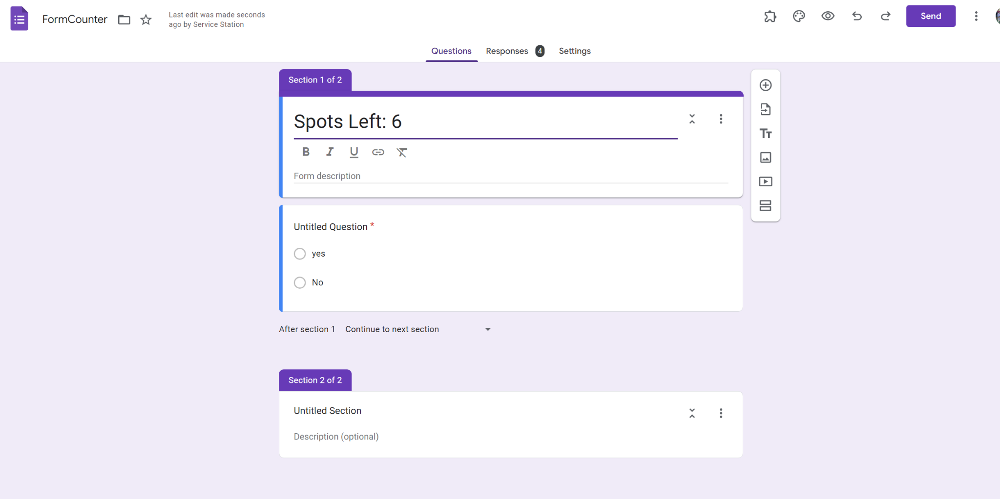 FormCounter
Last edit was made seconds
ago by Service Station
Send
Questions
Responses 4
Settings
Section 1 of 2
Spots Left: 6
B I U
Form description
Tт
Untitled Question *
yes
No
After section 1 Continue to next section
Section 2 of 2
Untitled Section
Description (optional)